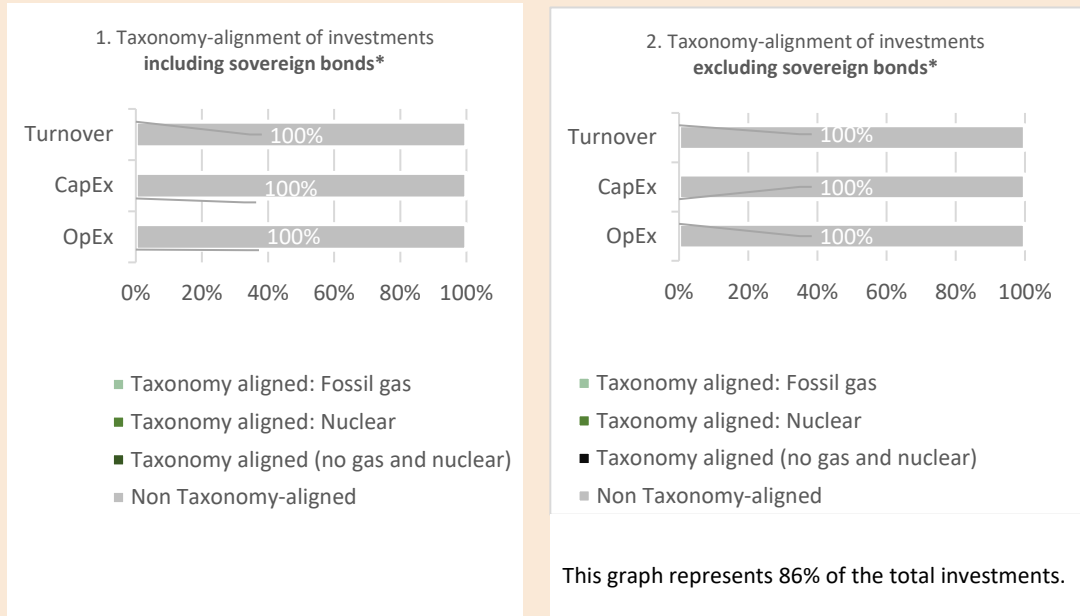 1. Taxonomy-alignment of investments
including sovereign bonds*
Turnover
100%
CapEx
100%
OpEx
100%
0% 20% 40% 60% 80% 100%
Taxonomy aligned: Fossil gas
Taxonomy aligned: Nuclear
Taxonomy aligned (no gas and nuclear)
Non Taxonomy-aligned
2. Taxonomy-alignment of investments
excluding sovereign bonds*
Turnover
100%
CapEx
100%
OpEx
100%
0% 20% 40% 60% 80% 100%
Taxonomy aligned: Fossil gas
Taxonomy aligned: Nuclear
Taxonomy aligned (no gas and nuclear)
Non Taxonomy-aligned
This graph represents 86% of the total investments.